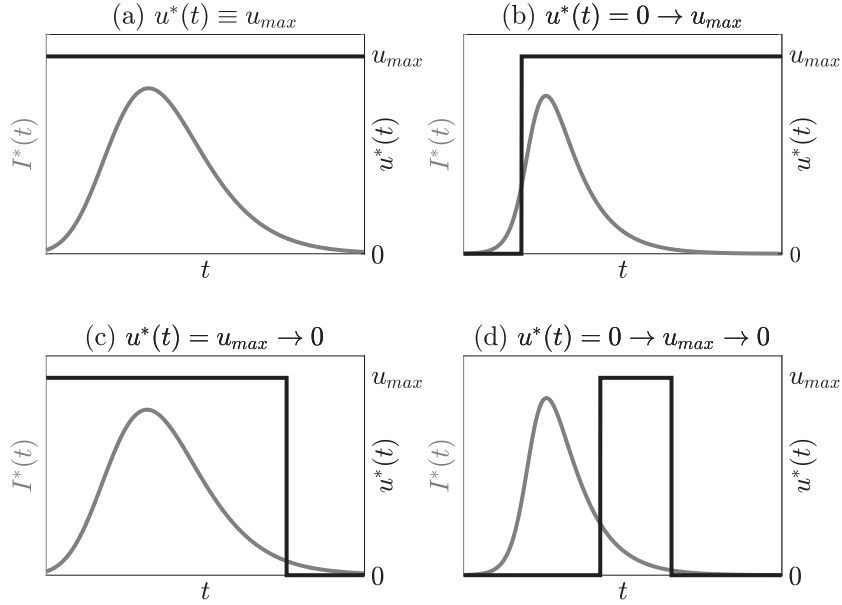 (a) u*(t) ≡ u_max
(b) u*(t) = 0 → u_max
u_max
I*(t)
u*(t)
0
t
u_max
I*(t)
u*(t)
0
t
(c) u*(t) = u_max → 0
(d) u*(t) = 0 → u_max → 0
u_max
I*(t)
u*(t)
0
t
u_max
I*(t)
u*(t)
0
t